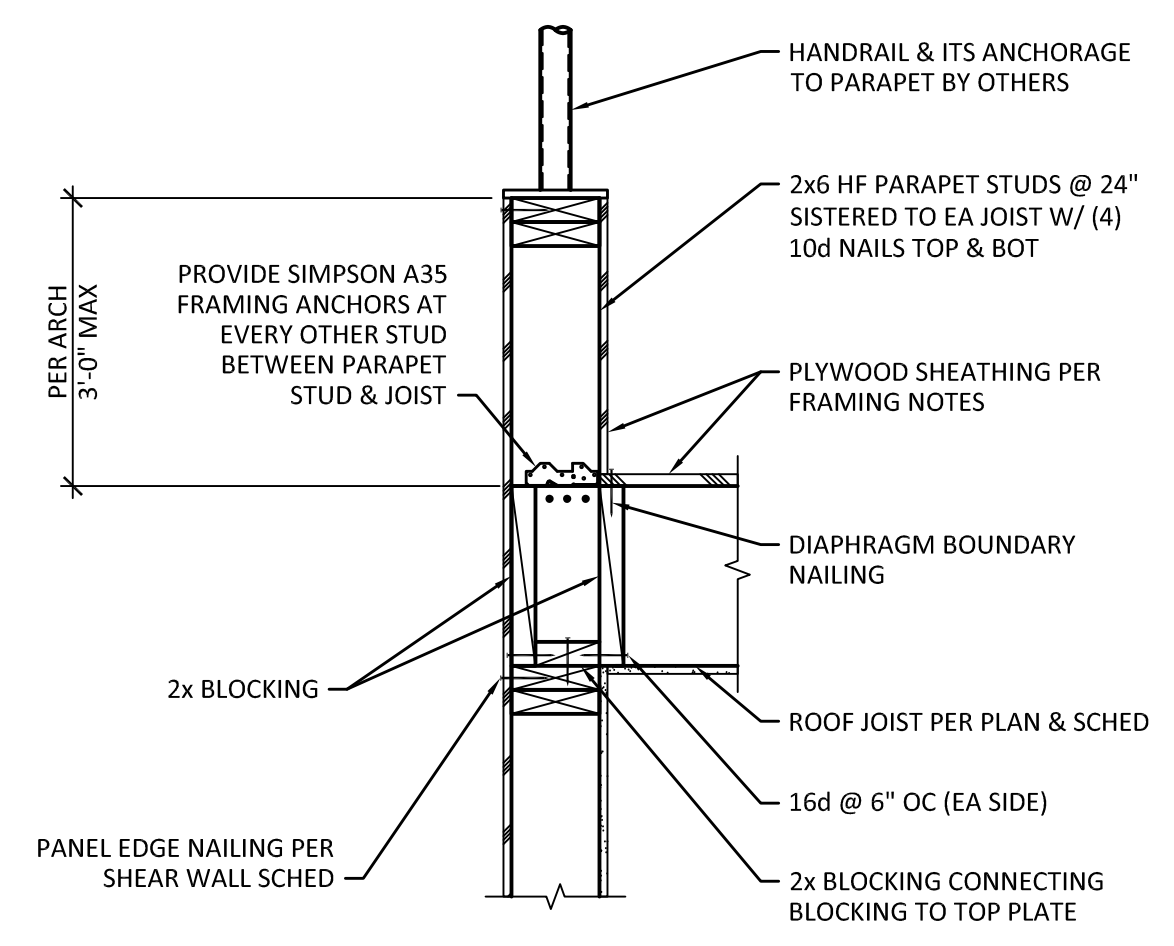 HANDRAIL & ITS ANCHORAGE
TO PARAPET BY OTHERS
2x6 HF PARAPET STUDS @ 24"
SISTERED TO EA JOIST W/ (4)
10d NAILS TOP & BOT
PROVIDE SIMPSON A35
FRAMING ANCHORS AT
EVERY OTHER STUD
BETWEEN PARAPET
STUD & JOIST
PER ARCH
3'-0" MAX
PLYWOOD SHEATHING PER
FRAMING NOTES
DIAPHRAGM BOUNDARY
NAILING
2x BLOCKING
ROOF JOIST PER PLAN & SCHED
16d @ 6" OC (EA SIDE)
PANEL EDGE NAILING PER
SHEAR WALL SCHED
2x BLOCKING CONNECTING
BLOCKING TO TOP PLATE